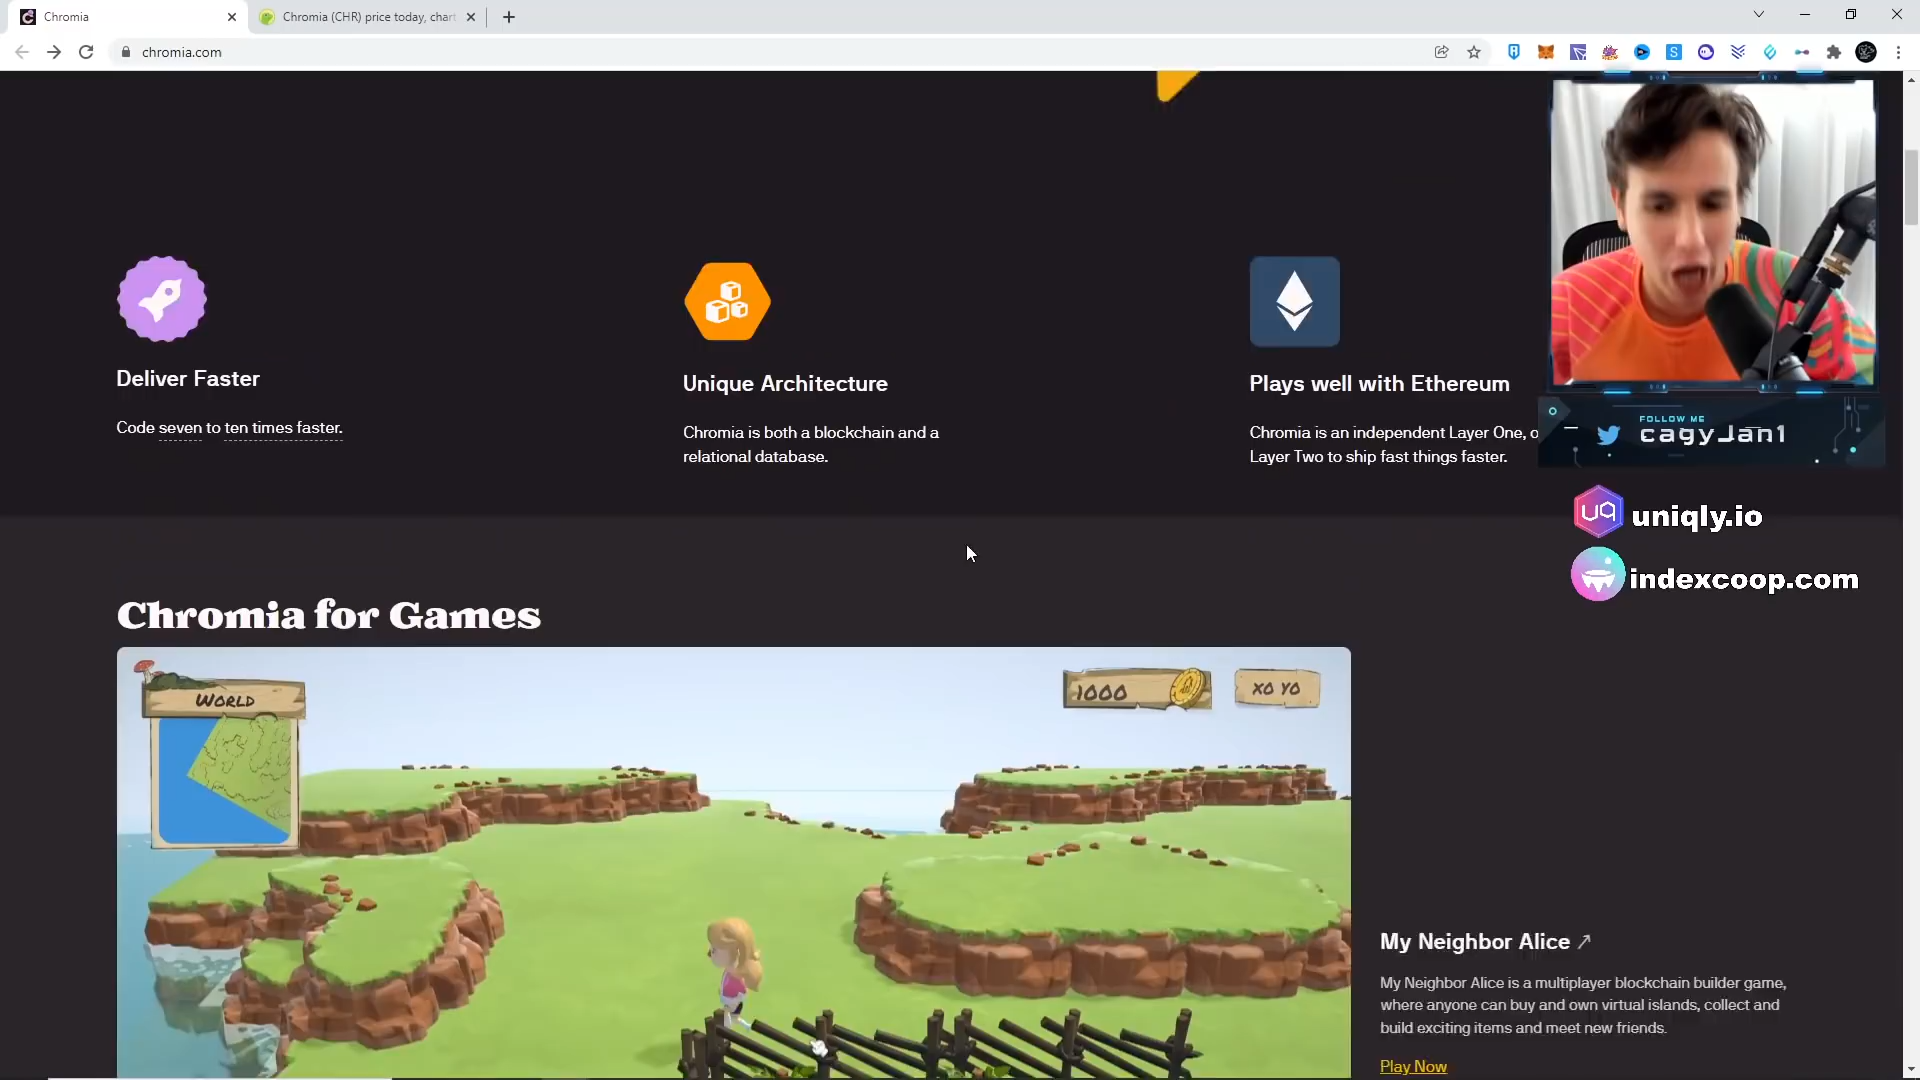 Chromia
Chromia (CHR) price today, chart
chromia.com
Deliver Faster
Code seven to ten times faster.
Unique Architecture
Chromia is both a blockchain and a
relational database.
Plays well with Ethereum
Chromia is an independent Layer One, o
Layer Two to ship fast things faster.
FOLLOW ME
cagyJan1
uq uniqly.io
indexcoop.com
Chromia for Games
WORLD
1000
XO YO
My Neighbor Alice ↗
My Neighbor Alice is a multiplayer blockchain builder game,
where anyone can buy and own virtual islands, collect and
build exciting items and meet new friends.
Play Now